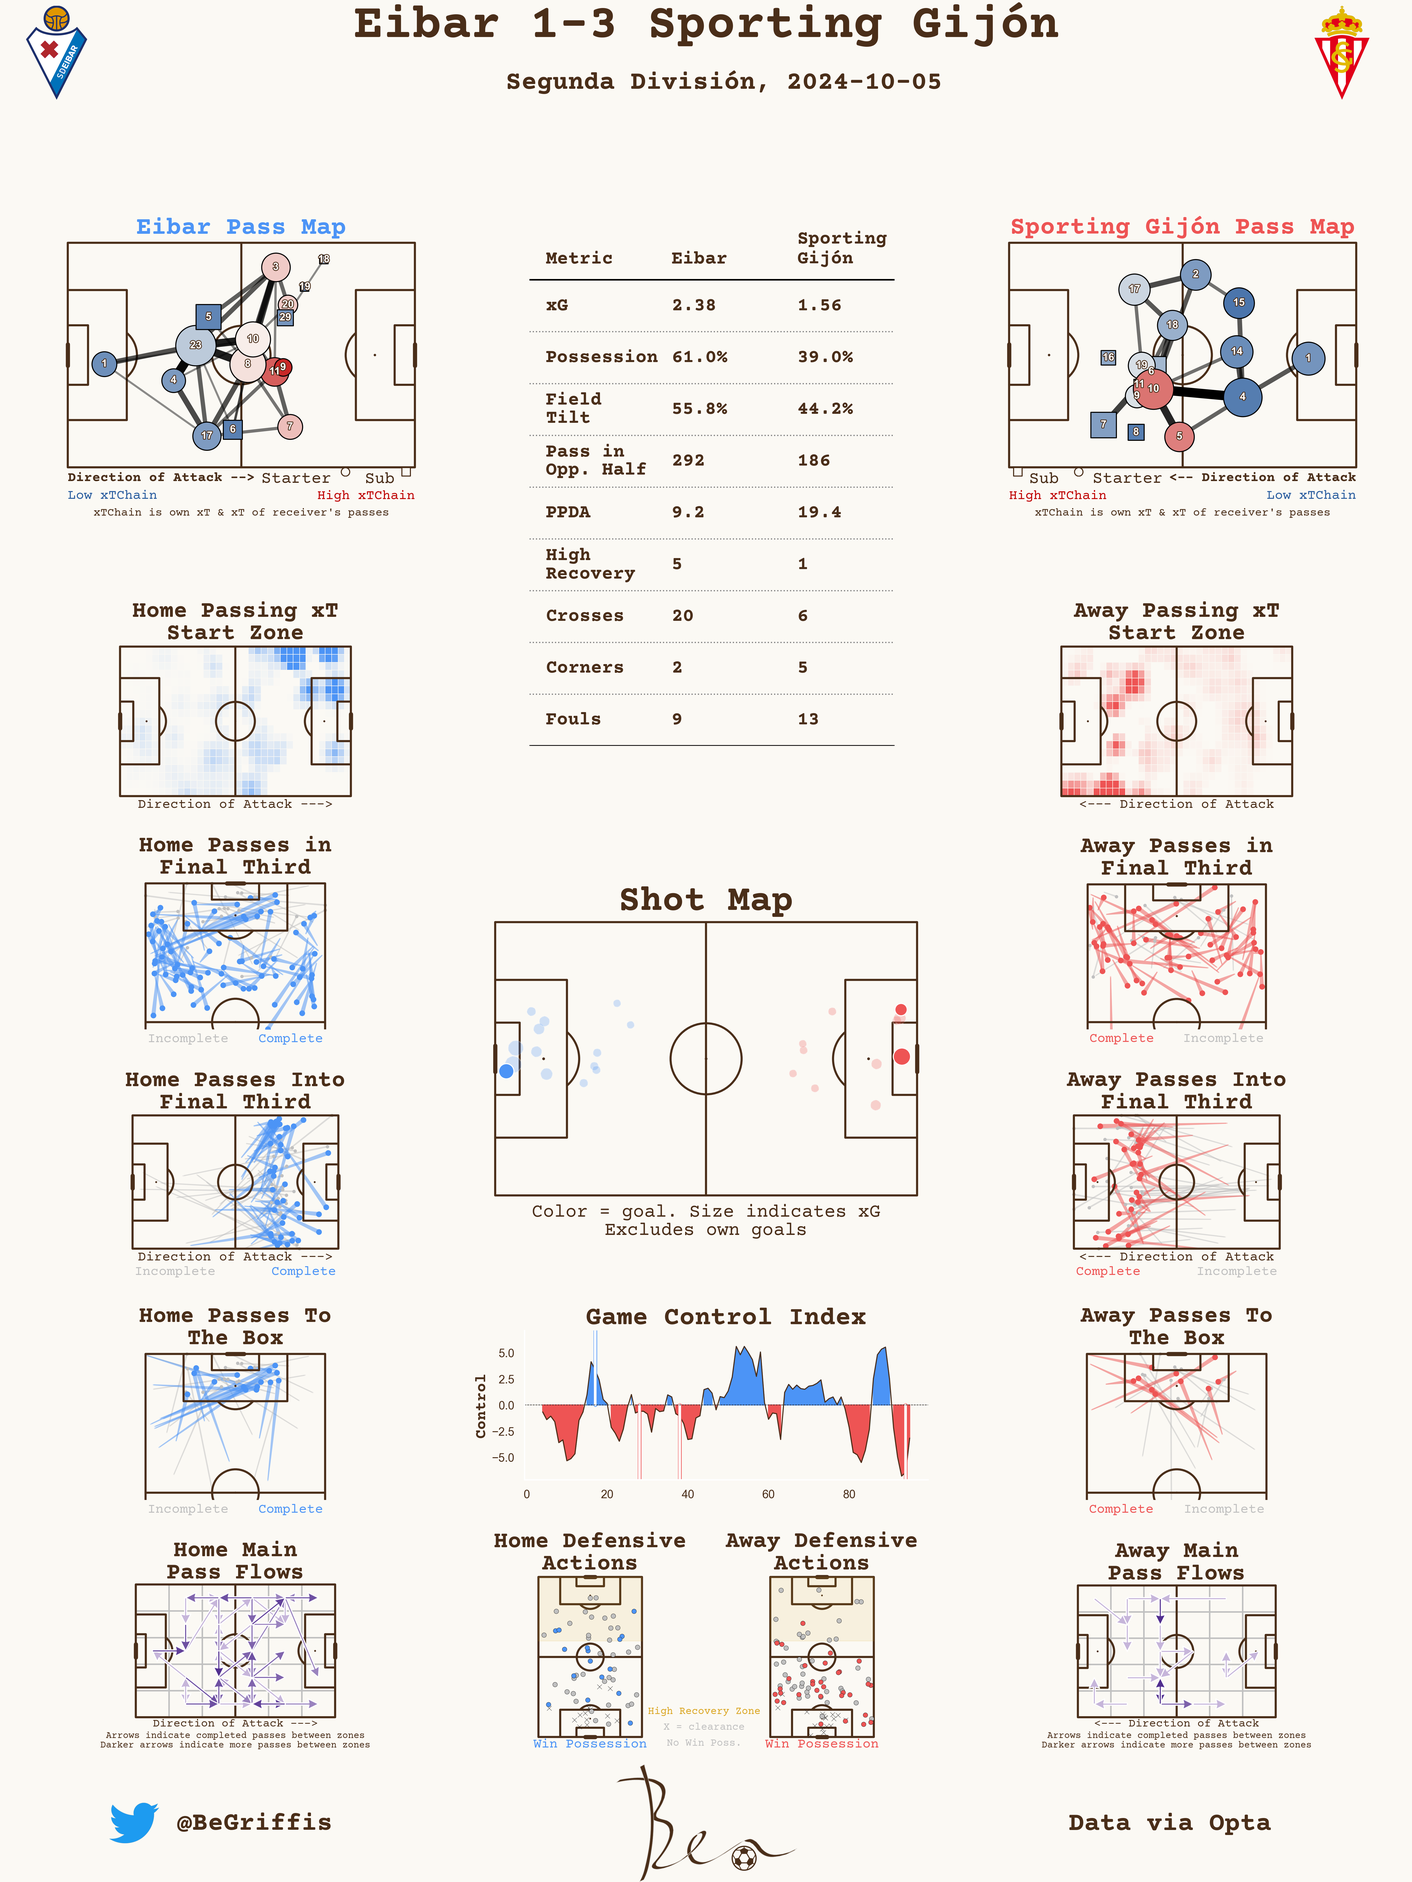 Eibar 1-3 Sporting Gijón
Segunda División, 2024-10-05
SDEIBAR
Eibar Pass Map
3
18
19
20
5
29
10
23
1
8
11
9
4
7
17
6
Direction of Attack --> Starter Sub
Low xTChain High xTChain
xTChain is own xT & xT of receiver's passes
Metric Eibar Sporting Gijón
xG 2.38 1.56
Possession 61.0% 39.0%
Field Tilt 55.8% 44.2%
Pass in Opp. Half 292 186
PPDA 9.2 19.4
High Recovery 5 1
Crosses 20 6
Corners 2 5
Fouls 9 13
Sporting Gijón Pass Map
2
17
15
18
14
16
1
19
6
11
10
9
4
7
8
5
Sub Starter <-- Direction of Attack
High xTChain Low xTChain
xTChain is own xT & xT of receiver's passes
Home Passing xT
Start Zone
Direction of Attack --->
Away Passing xT
Start Zone
<--- Direction of Attack
Home Passes in
Final Third
Incomplete Complete
Shot Map
Color = goal. Size indicates xG
Excludes own goals
Away Passes in
Final Third
Complete Incomplete
Home Passes Into
Final Third
Direction of Attack --->
Incomplete Complete
Away Passes Into
Final Third
<--- Direction of Attack
Complete Incomplete
Home Passes To
The Box
Incomplete Complete
Game Control Index
Control
5.0
2.5
0.0
−2.5
−5.0
0 20 40 60 80
Away Passes To
The Box
Complete Incomplete
Home Main
Pass Flows
Direction of Attack --->
Arrows indicate completed passes between zones
Darker arrows indicate more passes between zones
Home Defensive
Actions
Win Possession
High Recovery Zone
X = clearance
No Win Poss.
Away Defensive
Actions
Win Possession
Away Main
Pass Flows
<--- Direction of Attack
Arrows indicate completed passes between zones
Darker arrows indicate more passes between zones
@BeGriffis
Ben
Data via Opta